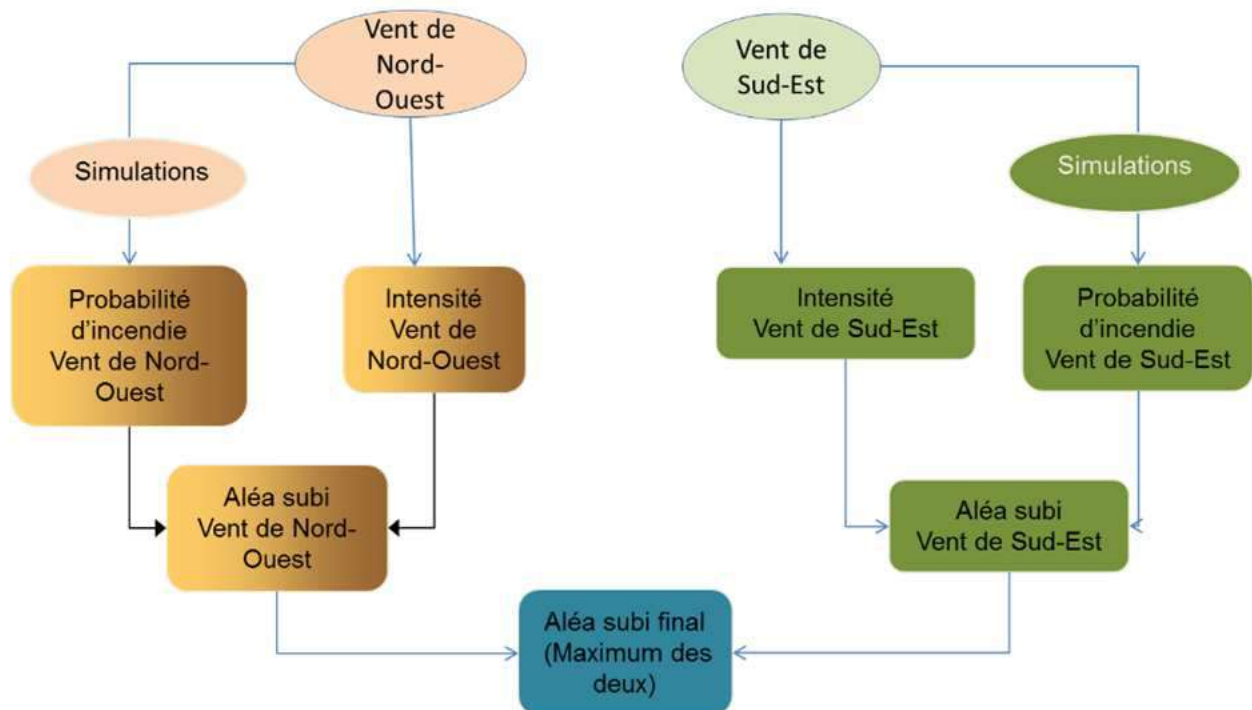 Vent de
Nord-
Ouest
Vent de
Sud-Est
Simulations
Simulations
Probabilité
d'incendie
Vent de Nord-
Ouest
Intensité
Vent de
Nord-Ouest
Intensité
Vent de Sud-Est
Probabilité
d'incendie
Vent de Sud-Est
Aléa subi
Vent de Nord-
Ouest
Aléa subi
Vent de Sud-Est
Aléa subi final
(Maximum des
deux)